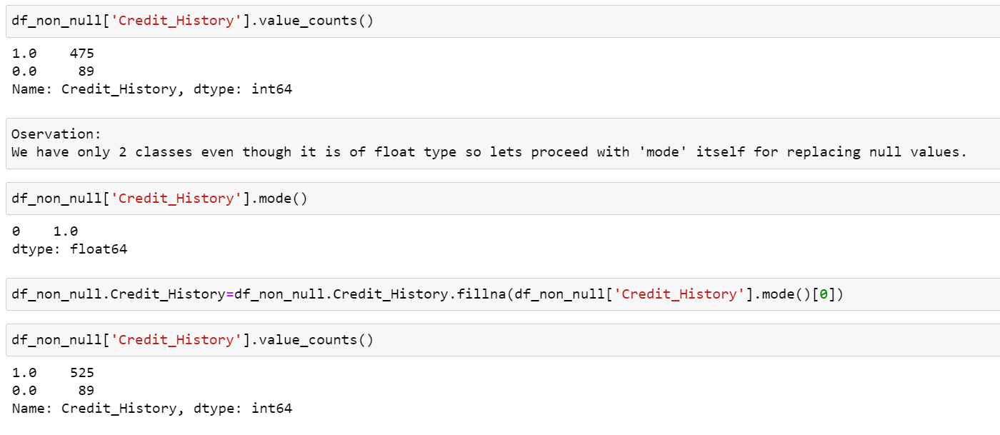 df_non_null['Credit_History'].value_counts()
1.0    475
0.0     89
Name: Credit_History, dtype: int64
Oservation:
We have only 2 classes even though it is of float type so lets proceed with 'mode' itself for replacing null values.
df_non_null['Credit_History'].mode()
0    1.0
dtype: float64
df_non_null.Credit_History=df_non_null.Credit_History.fillna(df_non_null['Credit_History'].mode()[0])
df_non_null['Credit_History'].value_counts()
1.0    525
0.0     89
Name: Credit_History, dtype: int64